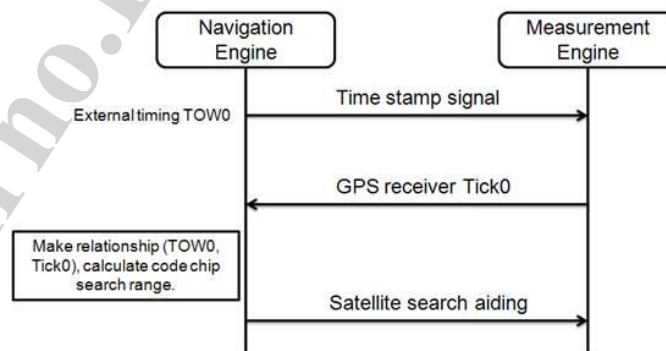 Navigation
Engine
Measurement
Engine
Time stamp signal
External timing TOW0
GPS receiver Tick0
Make relationship (TOW0,
Tick0), calculate code chip
search range.
Satellite search aiding